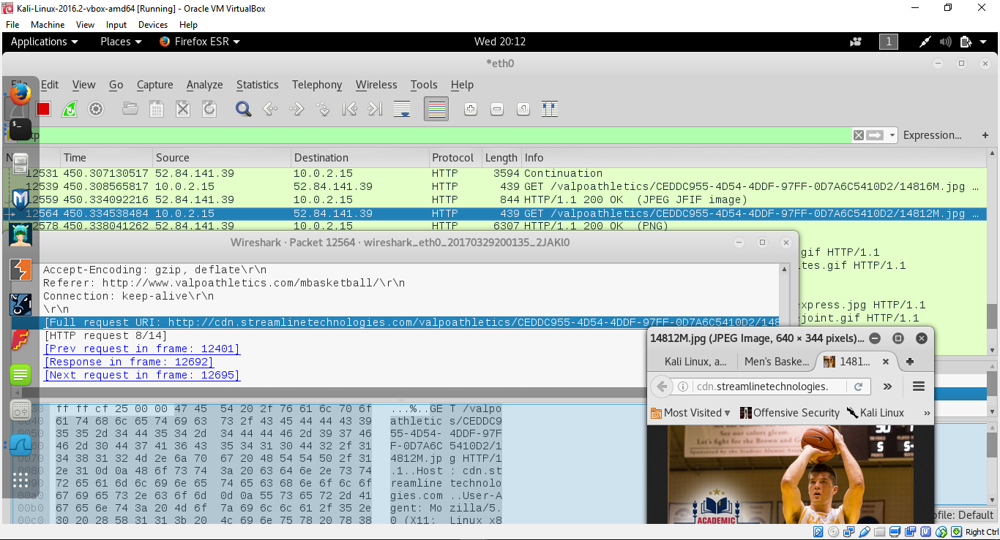 Kali-Linux-2016.2-vbox-amd64 [Running] - Oracle VM VirtualBox
File Machine View Input Devices Help
Applications Places Firefox ESR Wed 20:12 1
*eth0
File Edit View Go Capture Analyze Statistics Telephony Wireless Tools Help
Expression... +
Time Source Destination Protocol Length Info
12531 450.307130517 52.84.141.39 10.0.2.15 HTTP 3594 Continuation
12539 450.308565817 10.0.2.15 52.84.141.39 HTTP 439 GET /valpoathletics/CEDDC955-4D54-4DDF-97FF-0D7A6C5410D2/14816M.jpg …
12559 450.334092216 52.84.141.39 10.0.2.15 HTTP 844 HTTP/1.1 200 OK (JPEG JFIF image)
12564 450.334538484 10.0.2.15 52.84.141.39 HTTP 439 GET /valpoathletics/CEDDC955-4D54-4DDF-97FF-0D7A6C5410D2/14812M.jpg …
12578 450.338041262 52.84.141.39 10.0.2.15 HTTP 6307 HTTP/1.1 200 OK (PNG)
Wireshark · Packet 12564 · wireshark_eth0_20170329200135_2JAKl0
.gif HTTP/1.1
ites.gif HTTP/1.1
express.jpg HTTP/1.1
joint.gif HTTP/1.1
Accept-Encoding: gzip, deflate\r\n
Referer: http://www.valpoathletics.com/mbasketball/\r\n
Connection: keep-alive\r\n
\r\n
[Full request URI: http://cdn.streamlinetechnologies.com/valpoathletics/CEDDC955-4D54-4DDF-97FF-0D7A6C5410D2/148
[HTTP request 8/14]
[Prev request in frame: 12401]
[Response in frame: 12692]
[Next request in frame: 12695]
ff ff cf 25 00 00 47 45 54 20 2f 76 61 6c 70 6f ...%..GE T /valpo
0040 61 74 68 6c 65 74 69 63 73 2f 43 45 44 44 43 39 athletic s/CEDDC9
35 35 2d 34 44 35 34 2d 34 44 44 46 2d 39 37 46 55-4D54- 4DDF-97F
46 2d 30 44 37 41 36 43 35 34 31 30 44 32 2f 31 F-0D7A6C 5410D2/1
0070 34 38 31 32 4d 2e 6a 70 67 20 48 54 54 50 2f 31 4812M.jp g HTTP/1
0080 2e 31 0d 0a 48 6f 73 74 3a 20 63 64 6e 2e 73 74 .1..Host : cdn.st
72 65 61 6d 6c 69 6e 65 74 65 63 68 6e 6f 6c 6f reamline technolo
00a0 67 69 65 73 2e 63 6f 6d 0d 0a 55 73 65 72 2d 41 gies.com ..User-A
00b0 67 65 6e 74 3a 20 4d 6f 7a 69 6c 6c 61 2f 35 2e gent: Mo zilla/5.
00c0 30 20 28 58 31 31 3b 20 4c 69 6e 75 78 20 78 38 0 (X11; Linux x8
14812M.jpg (JPEG Image, 640 × 344 pixels)...
Kali Linux, a... Men's Baske... 1481...
cdn.streamlinetechnologies.
Most Visited Offensive Security Kali Linux »
See our colors gleam.
Let's fight for the Brown and
ACADEMIC
ofile: Default
Right Ctrl